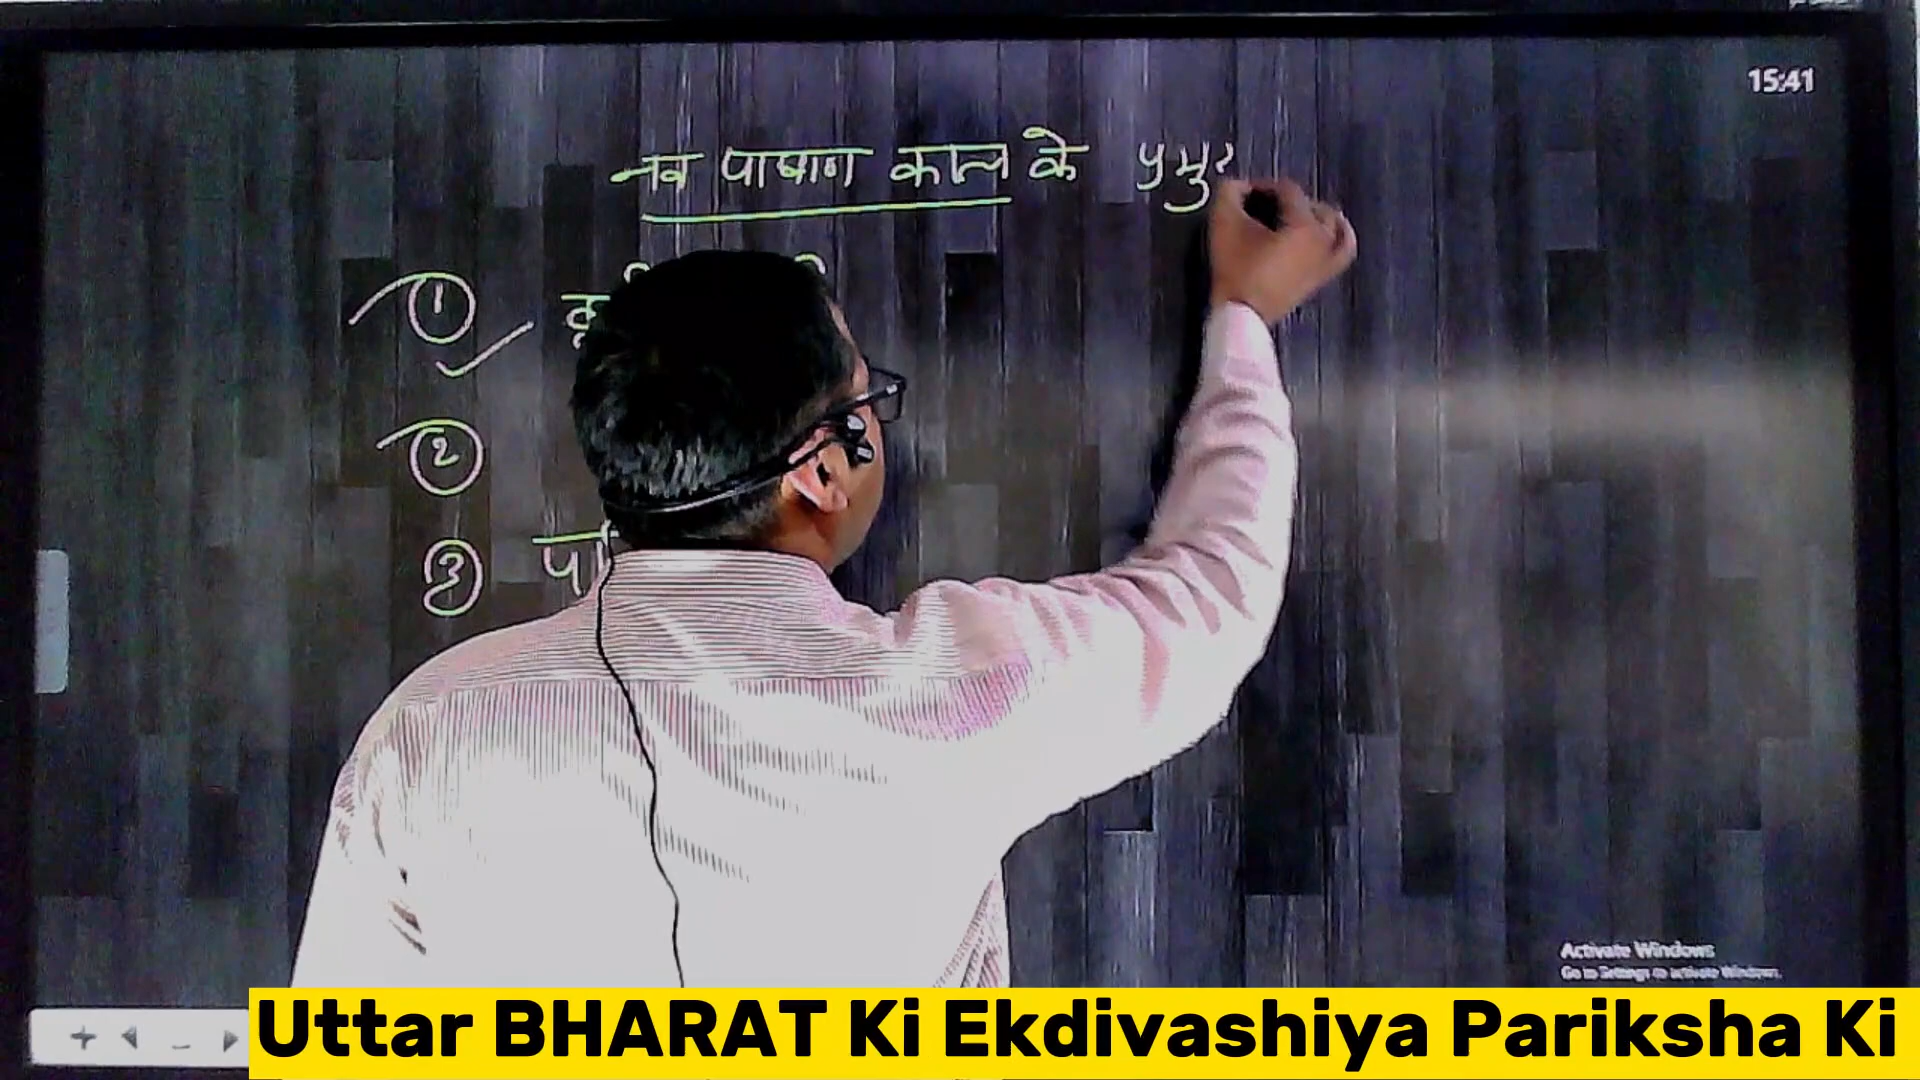 15:41
नव पाषाण काल के प्रमु
①
②
③
Activate Windows
Go to Settings to activate Windows.
Uttar BHARAT Ki Ekdivashiya Pariksha Ki